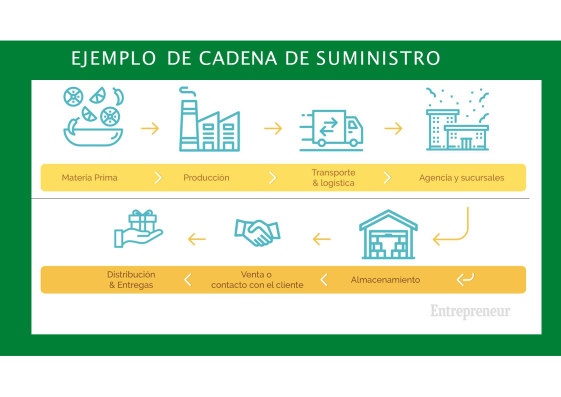 EJEMPLO DE CADENA DE SUMINISTRO
Materia Prima
Producción
Transporte
& logística
Agencia y sucursales
Distribución
& Entregas
Venta o
contacto con el cliente
Almacenamiento
Entrepreneur